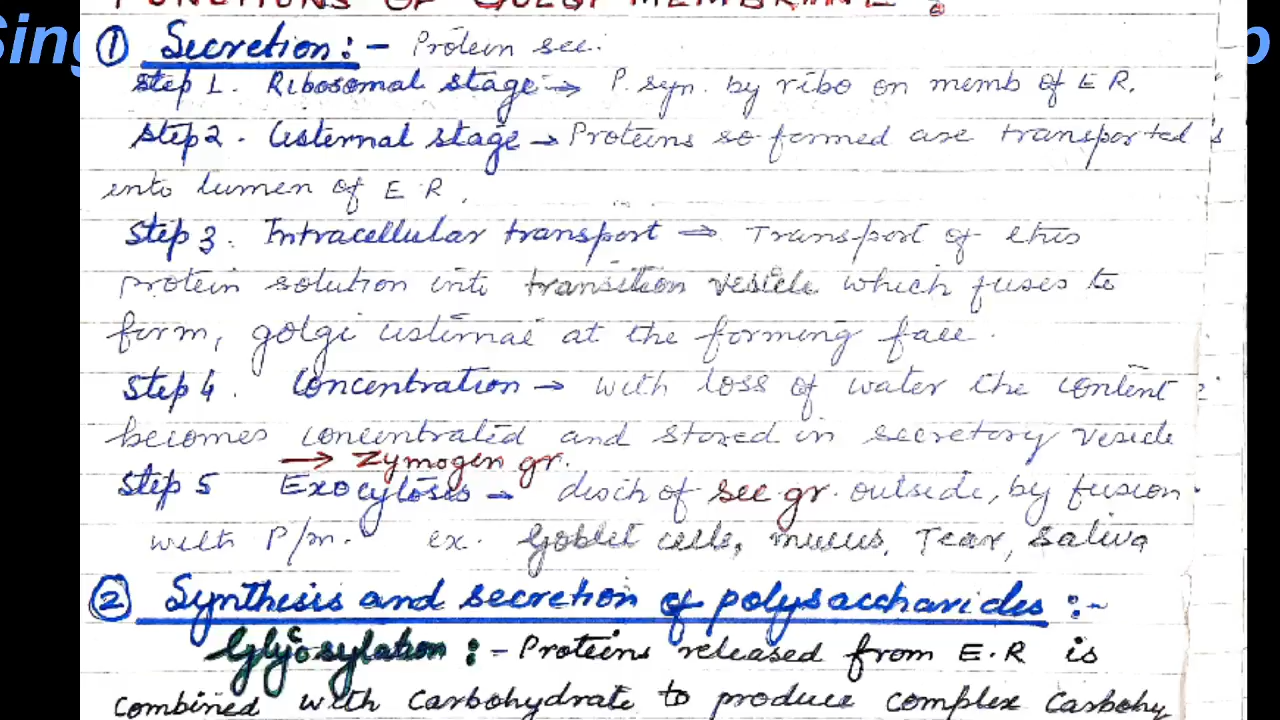 FUNCTIONS OF GOLGI MEMBRANE :
① Secretion :- Protein sec.
Step 1. Ribosomal stage → P. syn. by ribo on memb of E R.
Step 2. Cisternal stage → Proteins so formed are transported
into lumen of E R.
Step 3. Intracellular transport → Transport of this
protein solution into transition vesicle which fuses to
form, golgi cisternae at the forming face.
Step 4. Concentration → with loss of water the content
becomes concentrated and stored in secretory vesicle
→ Zymogen gr.
Step 5 Exocytosis → disch of sec gr. outside, by fusion
with P/m. ex. Goblet cells, mucus, Tear, Saliva
② Synthesis and secretion of polysaccharides :-
Glycosylation :- Proteins released from E.R is
combined with carbohydrate to produce complex carbohy